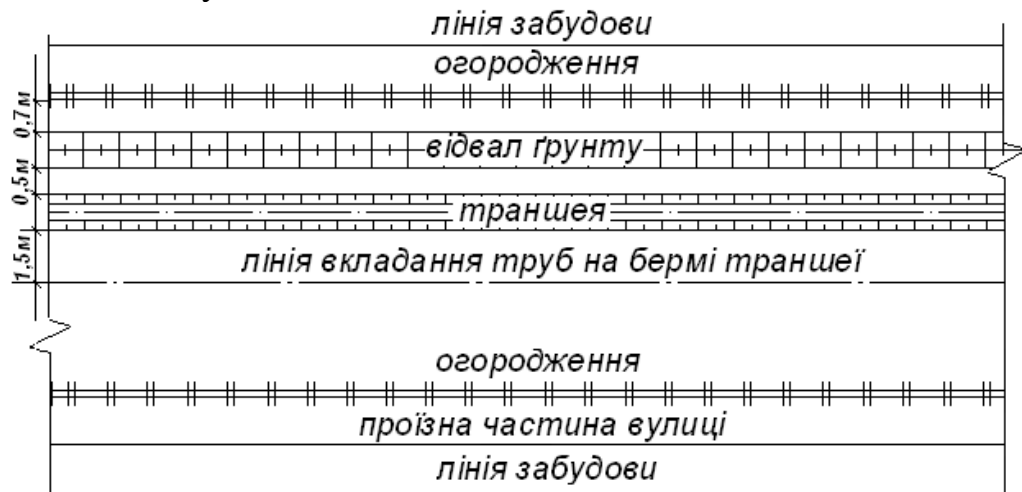 лінія забудови
огородження
0,7м
відвал ґрунту
0,5м
траншея
1,5м
лінія вкладання труб на бермі траншеї
огородження
проїзна частина вулиці
лінія забудови